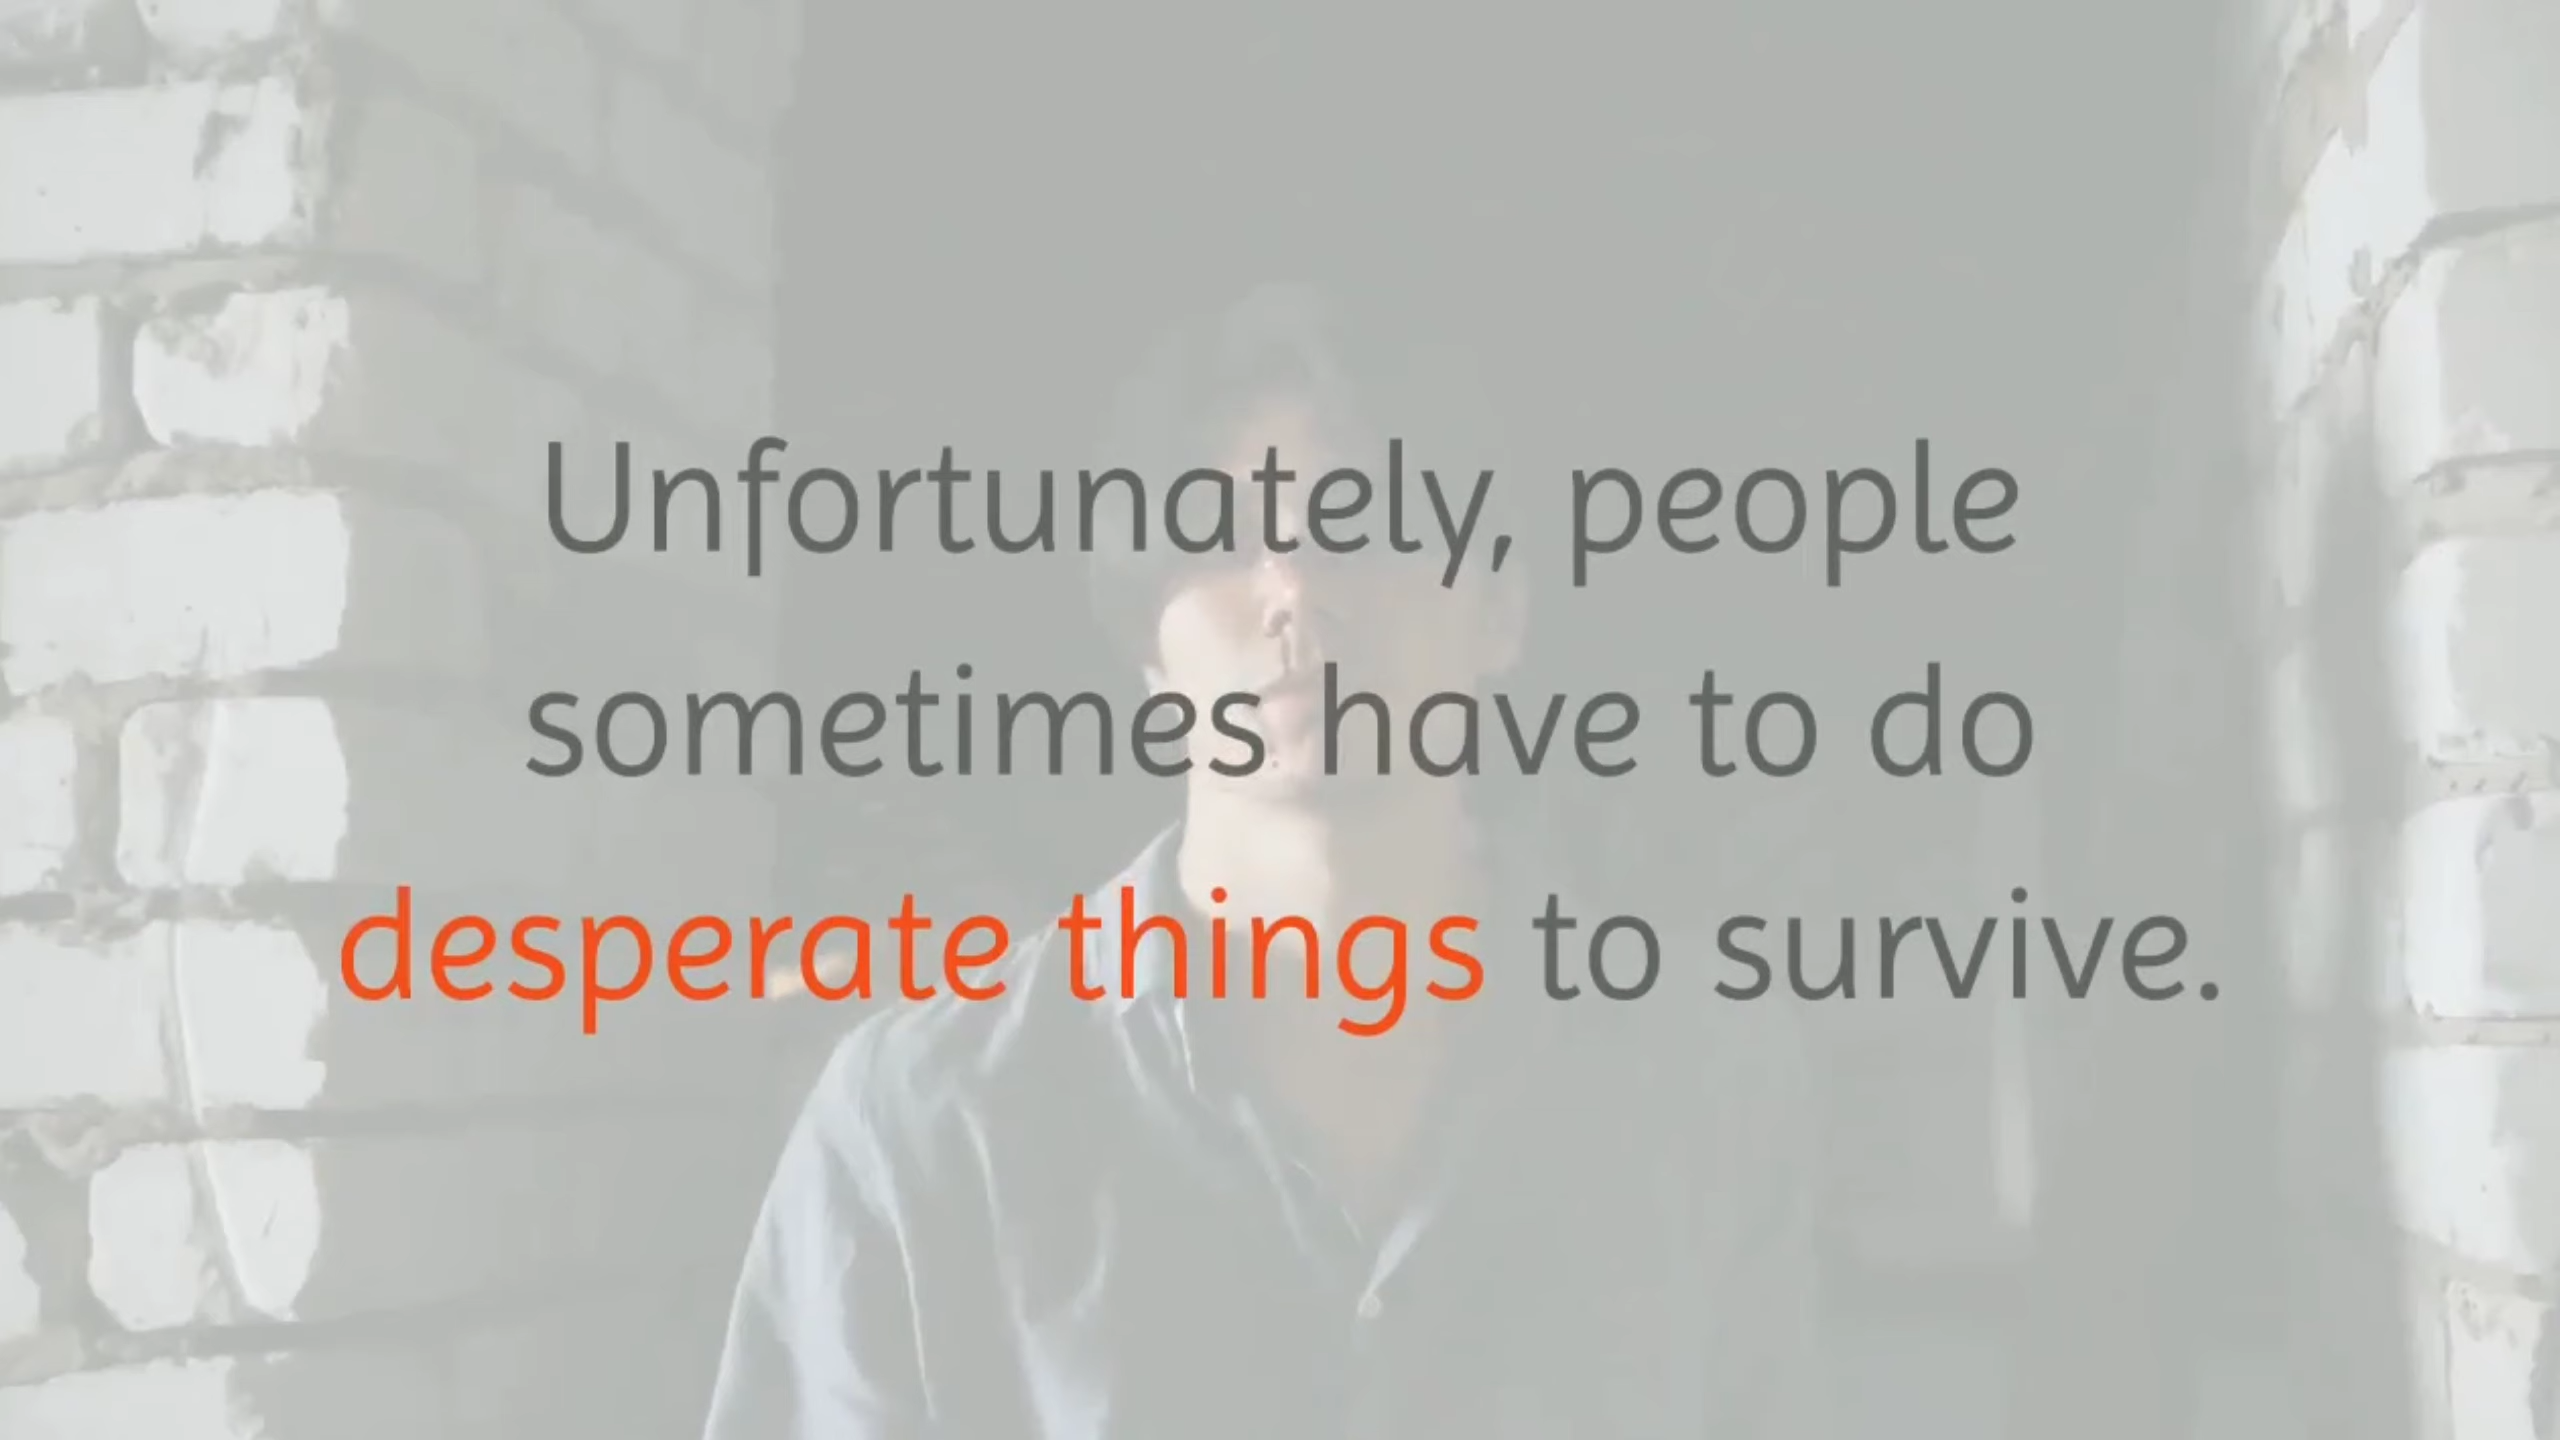 Unfortunately, people
sometimes have to do
desperate things to survive.